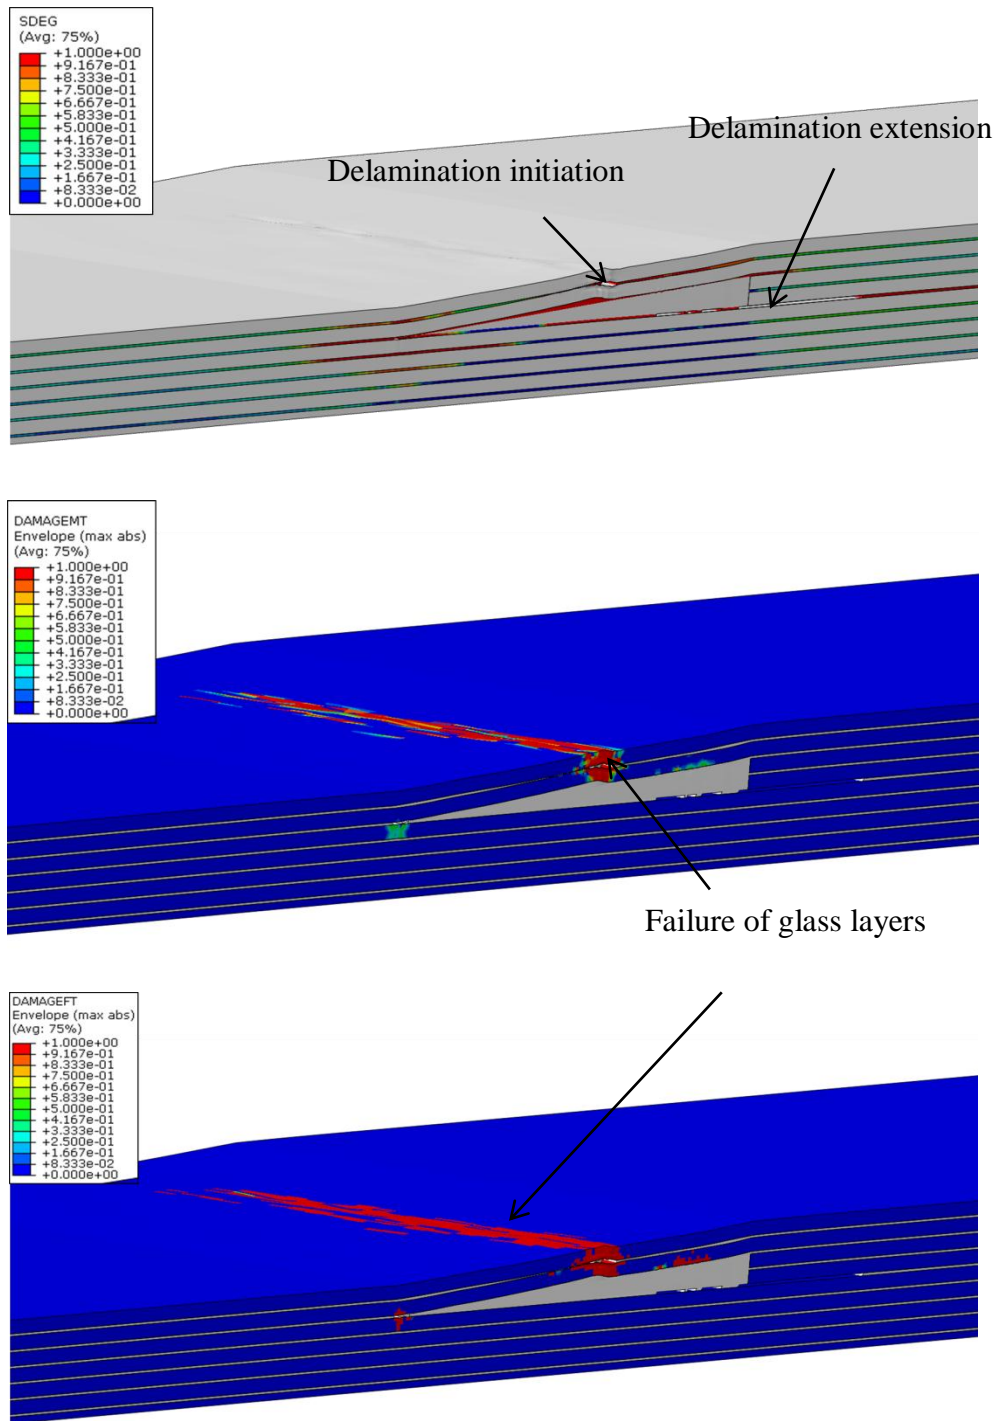 SDEG
(Avg: 75%)
+1.000e+00
+9.167e-01
+8.333e-01
+7.500e-01
+6.667e-01
+5.833e-01
+5.000e-01
+4.167e-01
+3.333e-01
+2.500e-01
+1.667e-01
+8.333e-02
+0.000e+00
Delamination extension
Delamination initiation
DAMAGEMT
Envelope (max abs)
(Avg: 75%)
+1.000e+00
+9.167e-01
+8.333e-01
+7.500e-01
+6.667e-01
+5.833e-01
+5.000e-01
+4.167e-01
+3.333e-01
+2.500e-01
+1.667e-01
+8.333e-02
+0.000e+00
Failure of glass layers
DAMAGEFT
Envelope (max abs)
(Avg: 75%)
+1.000e+00
+9.167e-01
+8.333e-01
+7.500e-01
+6.667e-01
+5.833e-01
+5.000e-01
+4.167e-01
+3.333e-01
+2.500e-01
+1.667e-01
+8.333e-02
+0.000e+00